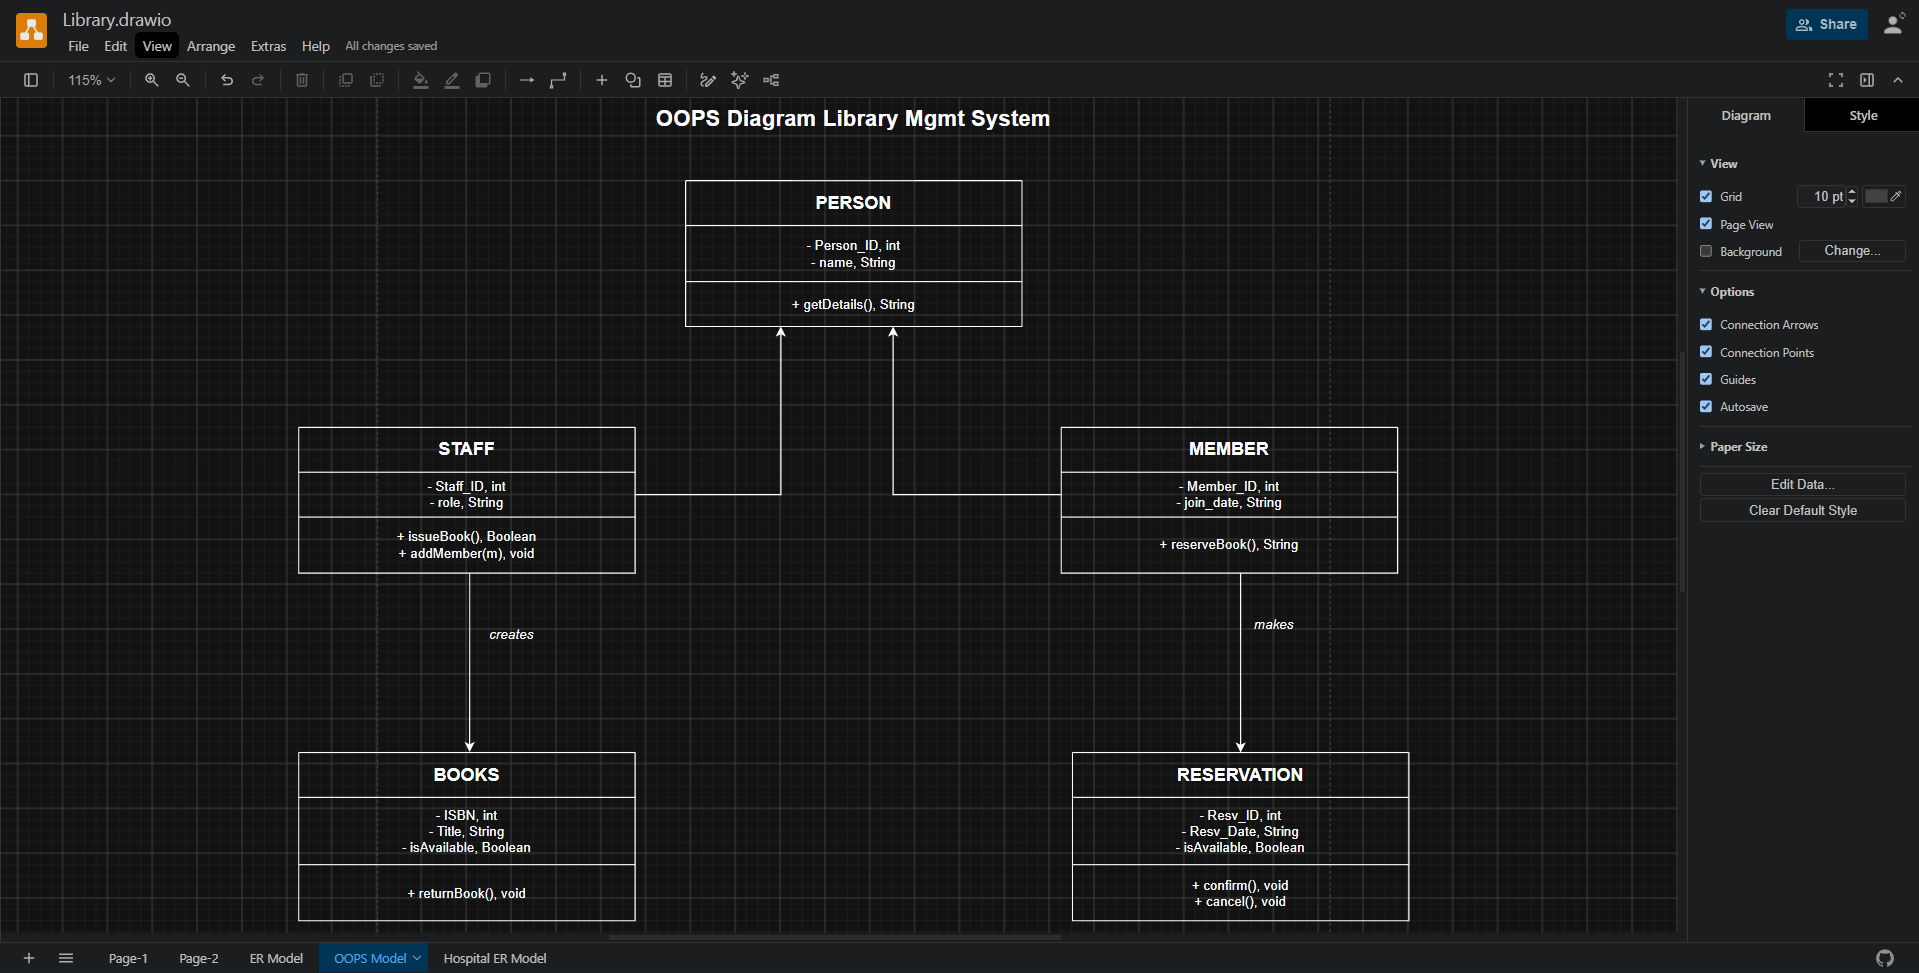 Library.drawio
File Edit View Arrange Extras Help All changes saved
Share
115%
OOPS Diagram Library Mgmt System
PERSON
- Person_ID, int
- name, String
+ getDetails(), String
STAFF
- Staff_ID, int
- role, String
+ issueBook(), Boolean
+ addMember(m), void
MEMBER
- Member_ID, int
- join_date, String
+ reserveBook(), String
creates
makes
BOOKS
- ISBN, int
- Title, String
- isAvailable, Boolean
+ returnBook(), void
RESERVATION
- Resv_ID, int
- Resv_Date, String
- isAvailable, Boolean
+ confirm(), void
+ cancel(), void
Diagram Style
View
Grid 10 pt
Page View
Background Change...
Options
Connection Arrows
Connection Points
Guides
Autosave
Paper Size
Edit Data...
Clear Default Style
Page-1 Page-2 ER Model OOPS Model Hospital ER Model